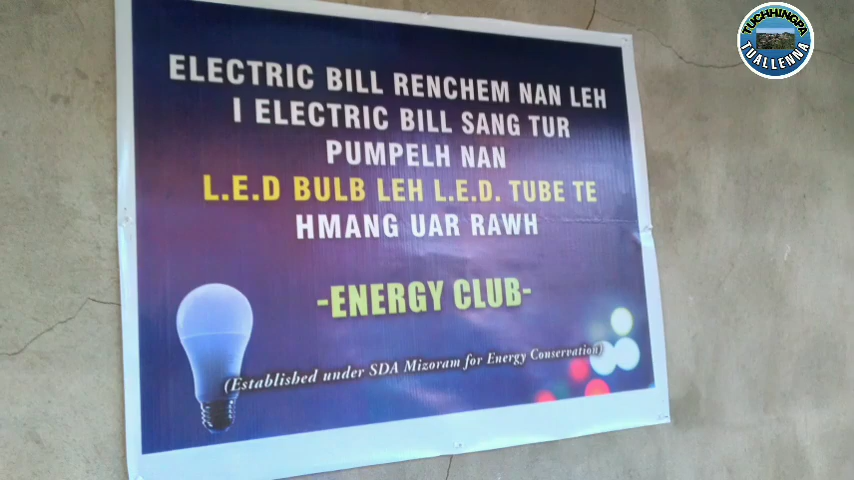 ELECTRIC BILL RENCHEM NAN LEH
I ELECTRIC BILL SANG TUR
PUMPELH NAN
L.E.D BULB LEH L.E.D. TUBE TE
HMANG UAR RAWH
-ENERGY CLUB-
(Established under SDA Mizoram for Energy Conservation)
TUCHHINGPA
TUALLENNA